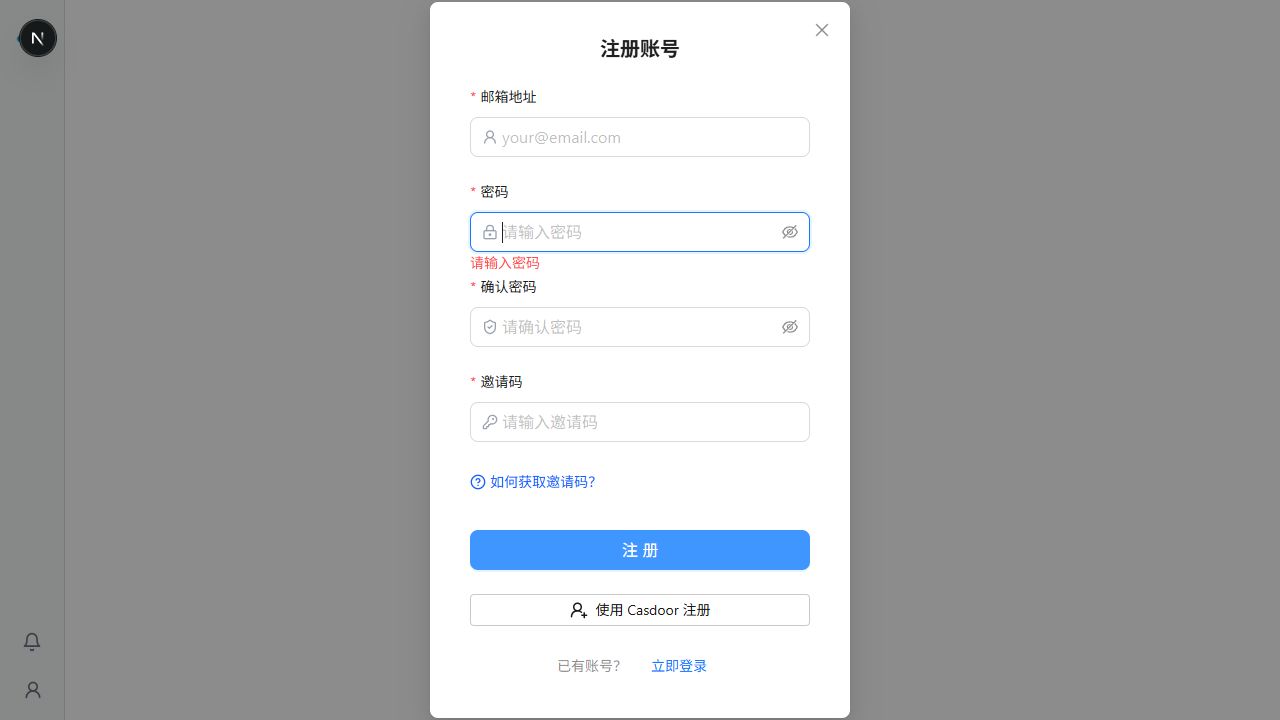 N
注册账号
* 邮箱地址
your@email.com
* 密码
请输入密码
请输入密码
* 确认密码
请确认密码
* 邀请码
请输入邀请码
如何获取邀请码?
注 册
使用 Casdoor 注册
已有账号? 立即登录